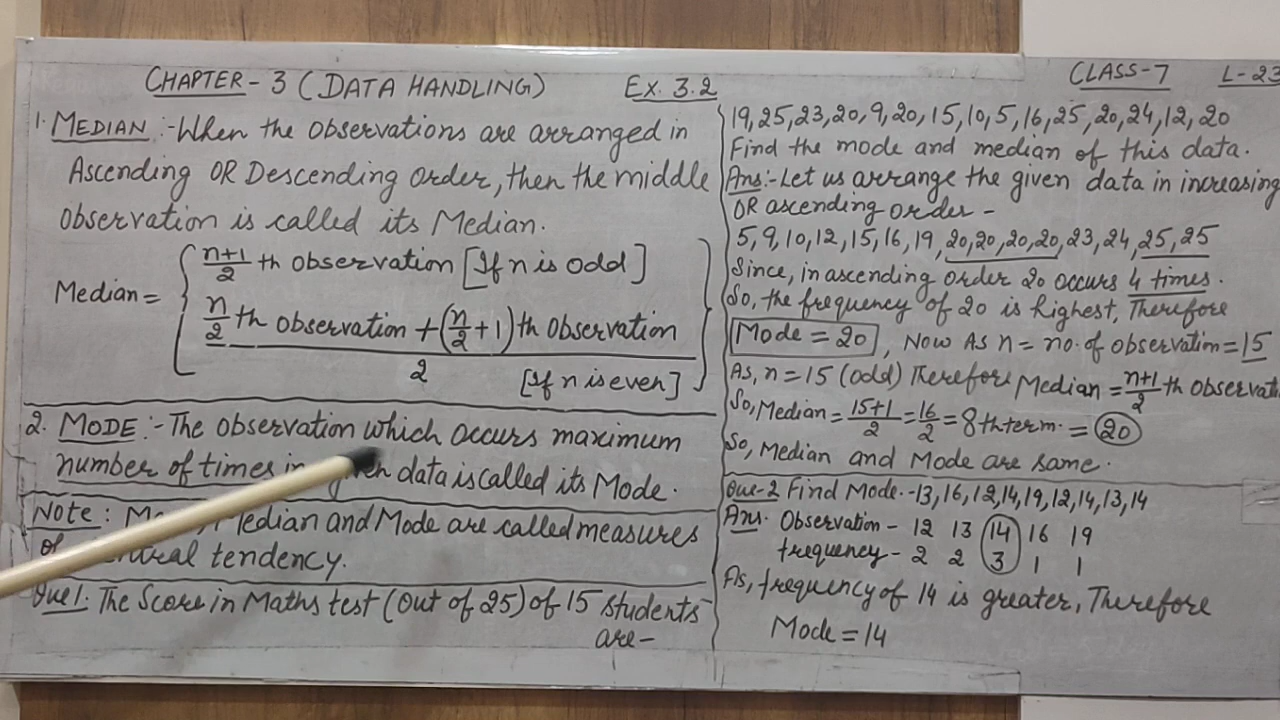 CHAPTER-3 (DATA HANDLING) EX. 3.2
1. MEDIAN :- When the observations are arranged in
Ascending OR Descending Order, then the middle
Observation is called its Median.
Median = { n+1/2 th observation [If n is odd]
n/2 th observation + (n/2 + 1) th observation
2 [If n is even] }
2. MODE :- The observation which occurs maximum
number of times in given data is called its Mode.
Note : Median and Mode are called measures
of tendency.
Que 1. The Score in Maths test (Out of 25) of 15 Students
are -
CLASS-7 L-23
19, 25, 23, 20, 9, 20, 15, 10, 5, 16, 25, 20, 24, 12, 20
Find the mode and median of this data.
Ans:- Let us arrange the given data in increasing
OR ascending order -
5, 9, 10, 12, 15, 16, 19, 20, 20, 20, 20, 23, 24, 25, 25
Since, in ascending order 20 occurs 4 times.
So, the frequency of 20 is highest, Therefore
Mode = 20, Now As n = no. of observation = 15
As, n = 15 (odd) Therefore Median = n+1/2 th observat
So, Median = 15+1/2 = 16/2 = 8th term. = 20
So, Median and Mode are same.
Que-2 Find Mode.- 13, 16, 12, 14, 19, 12, 14, 13, 14
Ans. Observation - 12 13 14 16 19
frequency - 2 2 3 1 1
As, frequency of 14 is greater, Therefore
Mode = 14